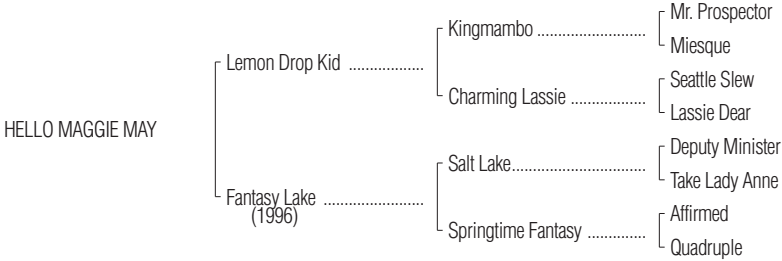 Mr. Prospector
Kingmambo ..........................
Miesque
Lemon Drop Kid ..................
Seattle Slew
Charming Lassie ..................
Lassie Dear
HELLO MAGGIE MAY
Deputy Minister
Salt Lake................................
Take Lady Anne
Fantasy Lake ........................
(1996)
Affirmed
Springtime Fantasy ..............
Quadruple